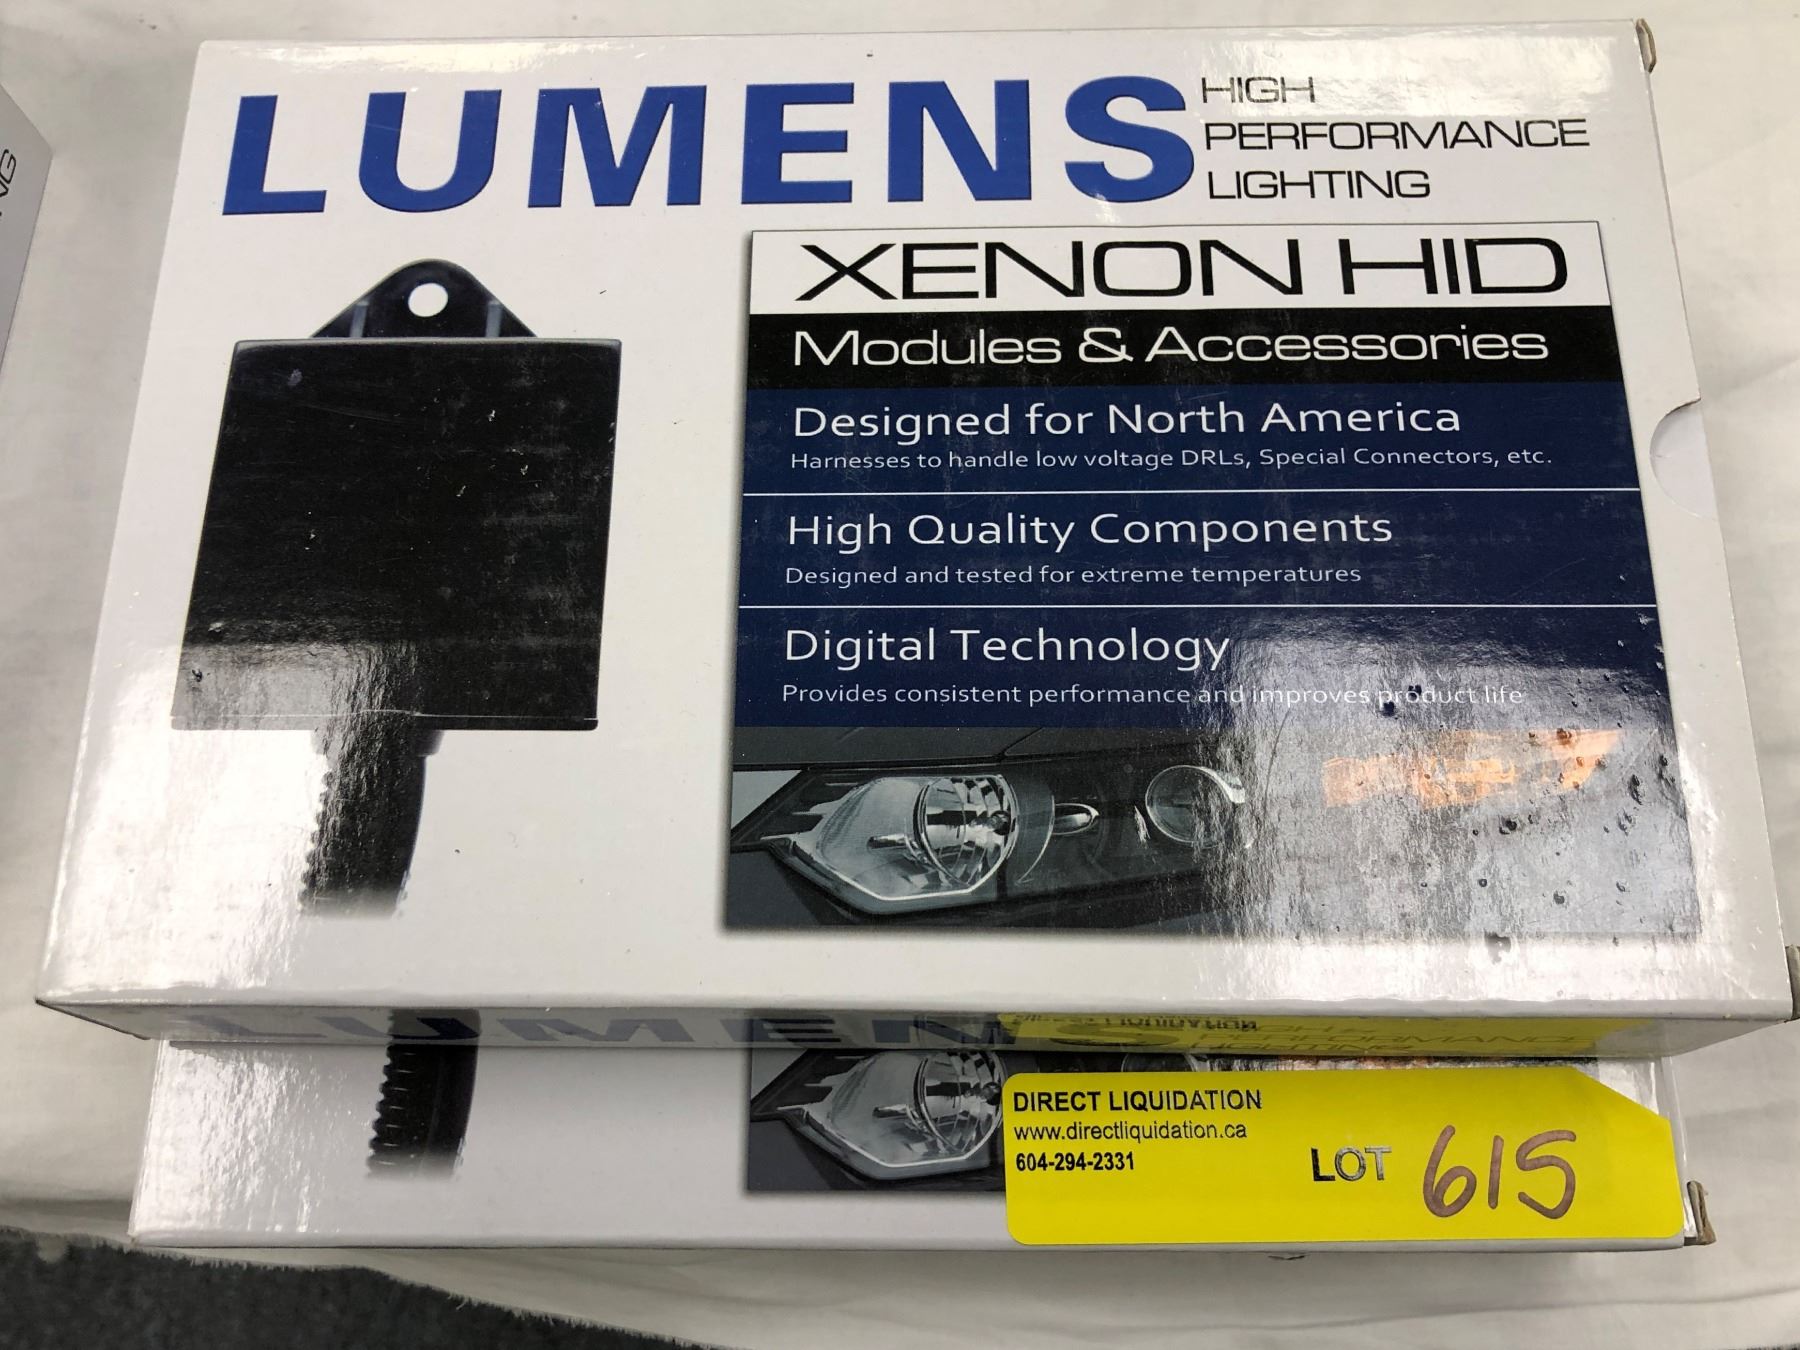 LUMENS
HIGH
PERFORMANCE
LIGHTING
XENON HID
Modules & Accessories
Designed for North America
Harnesses to handle low voltage DRLs, Special Connectors, etc.
High Quality Components
Designed and tested for extreme temperatures
Digital Technology
Provides consistent performance and improves product life
LUMENS
DIRECT LIQUIDATION
www.directliquidation.ca
604-294-2331
LOT 615